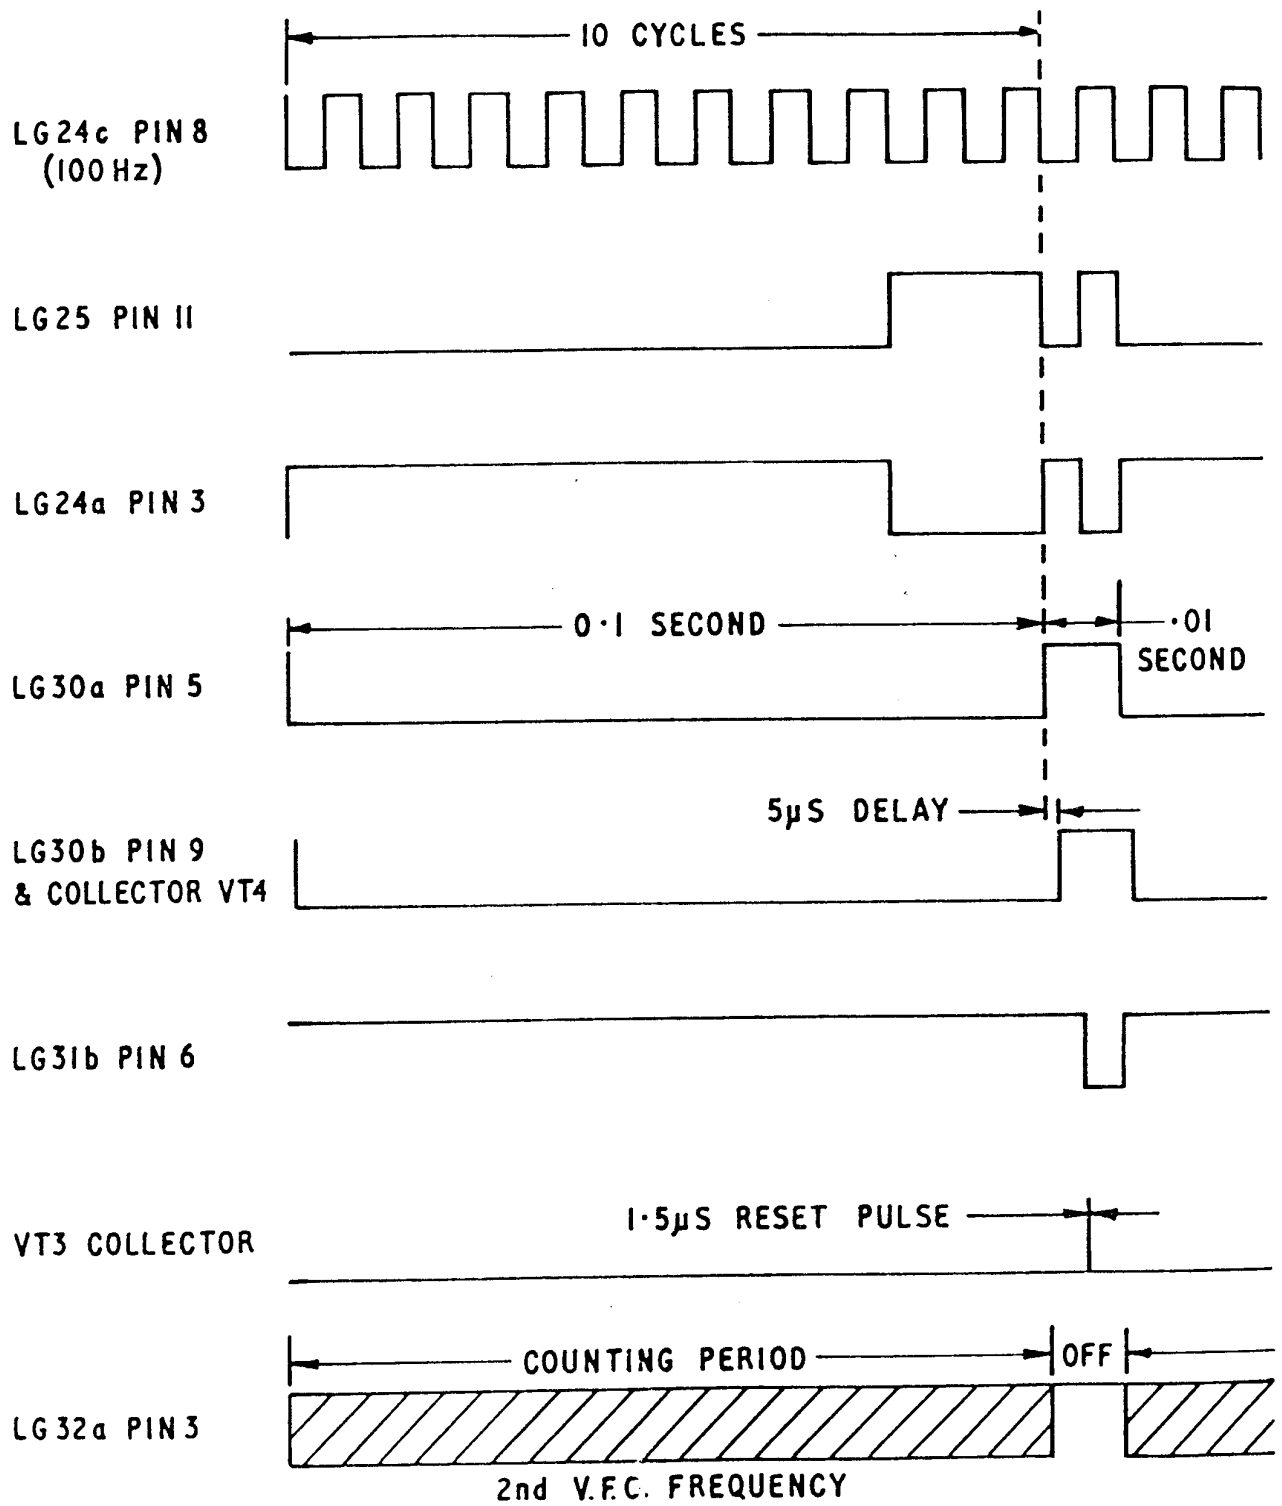 10 CYCLES
LG24c PIN 8
(100 Hz)
LG25 PIN 11
LG24a PIN 3
0·1 SECOND
·01
SECOND
LG30a PIN 5
5µS DELAY
LG30b PIN 9
& COLLECTOR VT4
LG31b PIN 6
1·5µS RESET PULSE
VT3 COLLECTOR
COUNTING PERIOD
OFF
LG32a PIN 3
2nd V.F.C. FREQUENCY